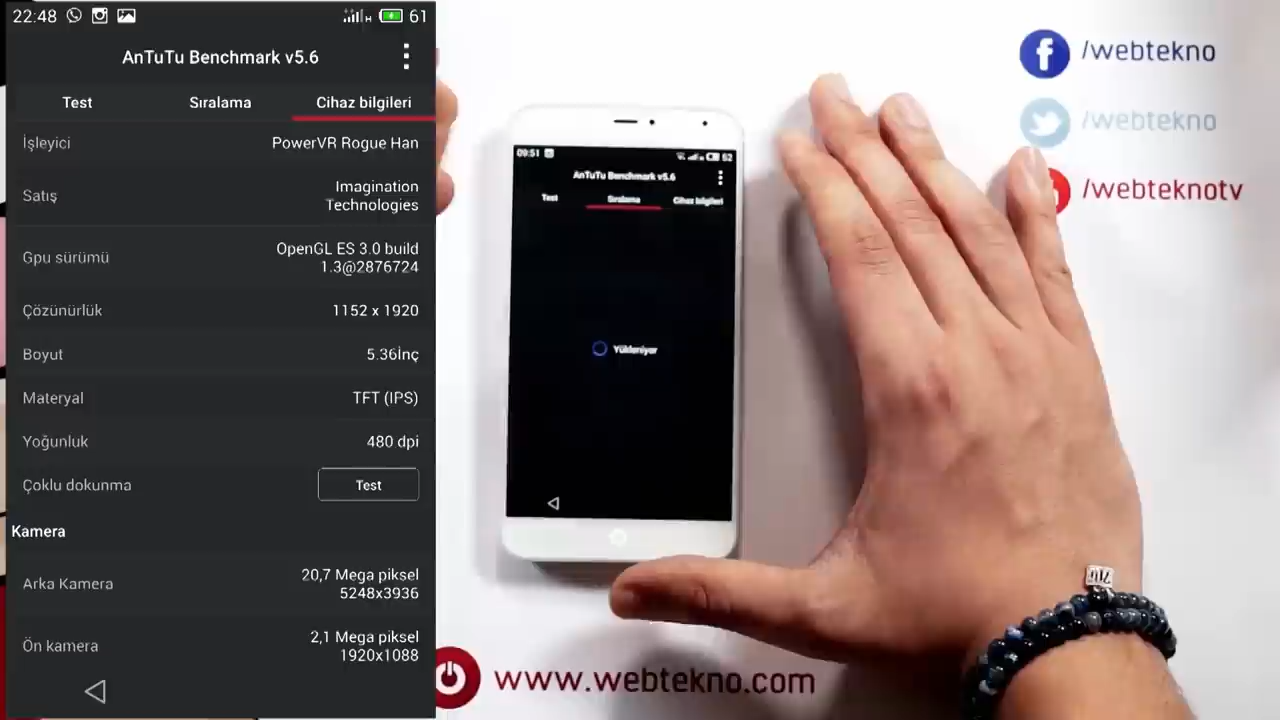 22:48
H
61
AnTuTu Benchmark v5.6
Test
Sıralama
Cihaz bilgileri
İşleyici
PowerVR Rogue Han
Satış
Imagination
Technologies
Gpu sürümü
OpenGL ES 3.0 build
1.3@2876724
Çözünürlük
1152 x 1920
Boyut
5.36İnç
Materyal
TFT (IPS)
Yoğunluk
480 dpi
Çoklu dokunma
Test
Kamera
Arka Kamera
20,7 Mega piksel
5248x3936
Ön kamera
2,1 Mega piksel
1920x1088
09:51
52
AnTuTu Benchmark v5.6
Test
Sıralama
Cihaz bilgileri
Yükleniyor
/webtekno
/webtekno
/webteknotv
www.webtekno.com